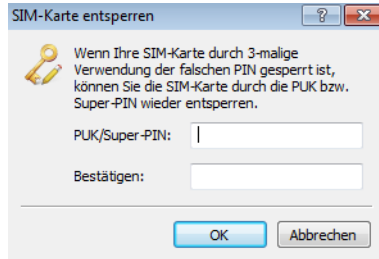 SIM-Karte entsperren
Wenn Ihre SIM-Karte durch 3-malige
Verwendung der falschen PIN gesperrt ist,
können Sie die SIM-Karte durch die PUK bzw.
Super-PIN wieder entsperren.
PUK/Super-PIN:
Bestätigen:
OK Abbrechen